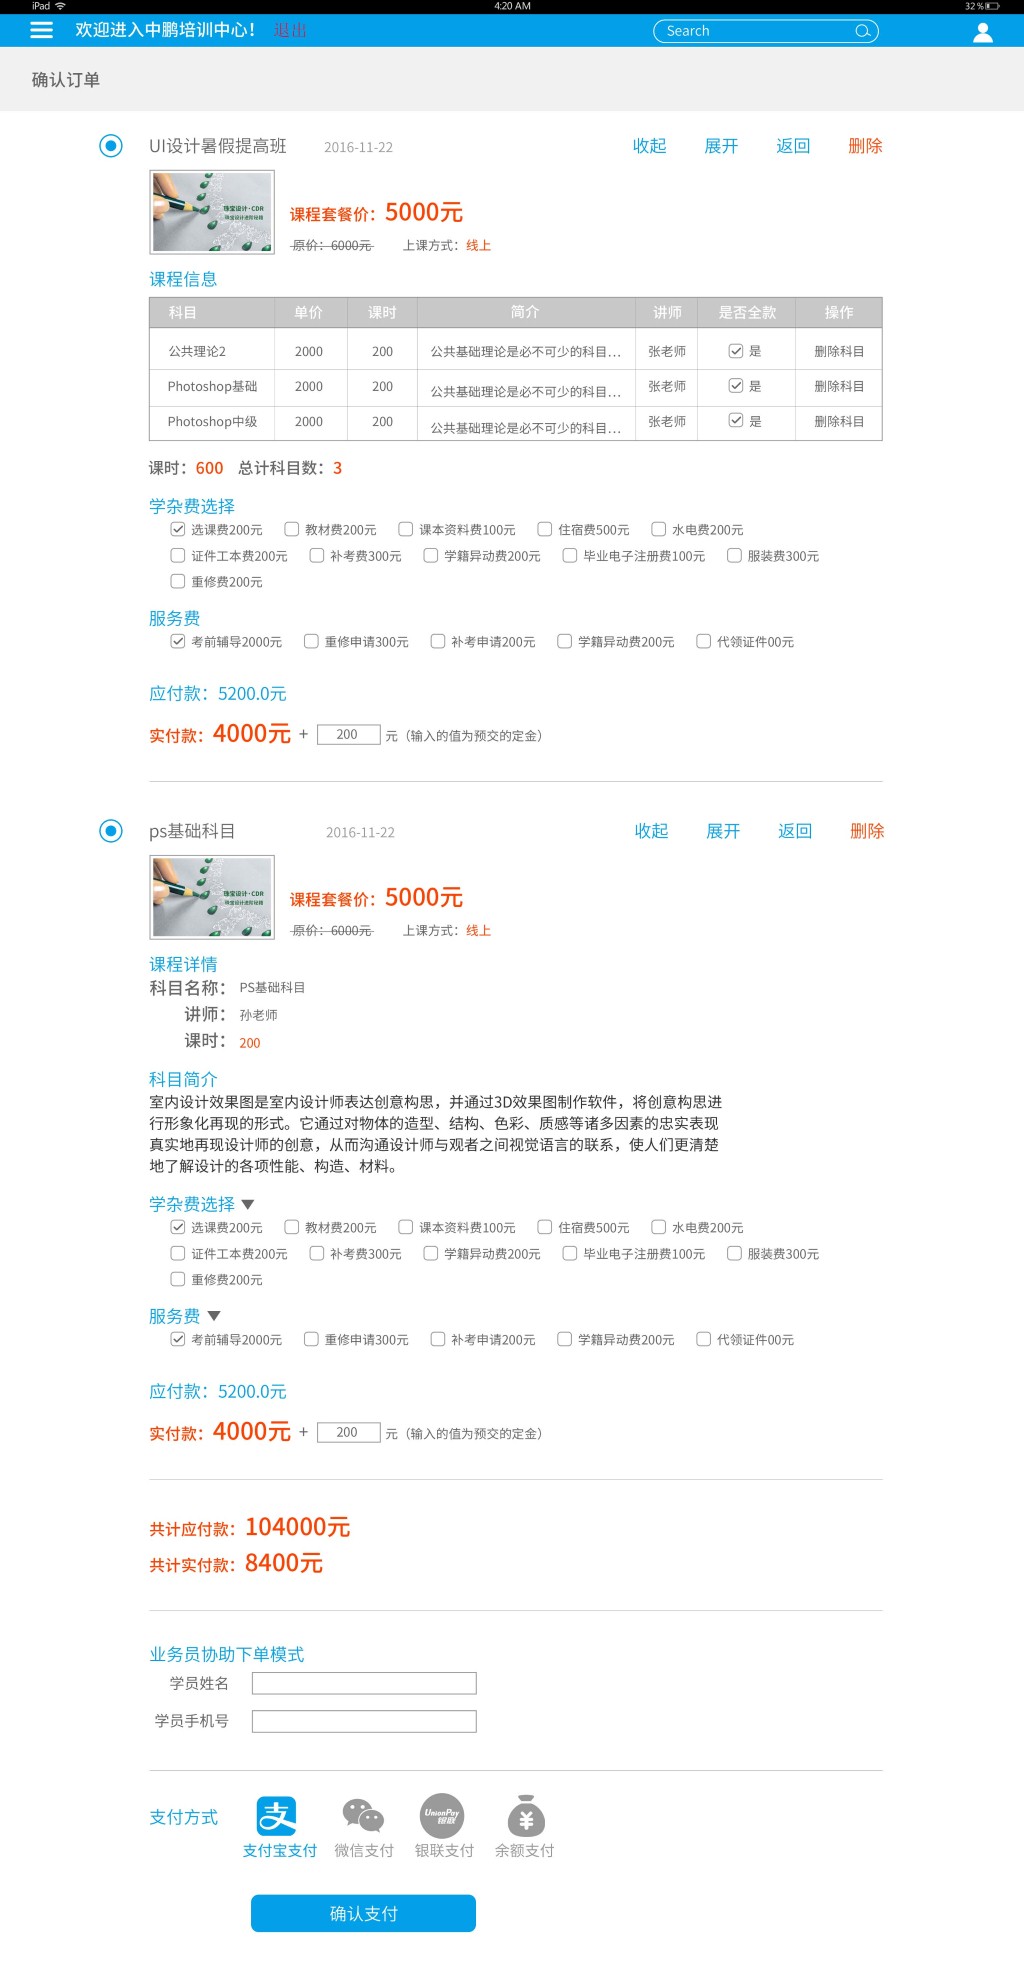 iPad 4:20 AM 32%
欢迎进入中鹏培训中心！ 退出 Search
确认订单
UI设计暑假提高班 2016-11-22 收起 展开 返回 删除
珠宝设计·CDR
珠宝设计进阶视频
课程套餐价：5000元
原价：6000元 上课方式：线上
课程信息
科目 单价 课时 简介 讲师 是否全款 操作
公共理论2 2000 200 公共基础理论是必不可少的科目... 张老师 是 删除科目
Photoshop基础 2000 200 公共基础理论是必不可少的科目... 张老师 是 删除科目
Photoshop中级 2000 200 公共基础理论是必不可少的科目... 张老师 是 删除科目
课时：600 总计科目数：3
学杂费选择
选课费200元 教材费200元 课本资料费100元 住宿费500元 水电费200元
证件工本费200元 补考费300元 学籍异动费200元 毕业电子注册费100元 服装费300元
重修费200元
服务费
考前辅导2000元 重修申请300元 补考申请200元 学籍异动费200元 代领证件00元
应付款：5200.0元
实付款：4000元 + 200 元（输入的值为预交的定金）
ps基础科目 2016-11-22 收起 展开 返回 删除
珠宝设计·CDR
珠宝设计进阶视频
课程套餐价：5000元
原价：6000元 上课方式：线上
课程详情
科目名称： PS基础科目
讲师： 孙老师
课时： 200
科目简介
室内设计效果图是室内设计师表达创意构思，并通过3D效果图制作软件，将创意构思进
行形象化再现的形式。它通过对物体的造型、结构、色彩、质感等诸多因素的忠实表现
真实地再现设计师的创意，从而沟通设计师与观者之间视觉语言的联系，使人们更清楚
地了解设计的各项性能、构造、材料。
学杂费选择
选课费200元 教材费200元 课本资料费100元 住宿费500元 水电费200元
证件工本费200元 补考费300元 学籍异动费200元 毕业电子注册费100元 服装费300元
重修费200元
服务费
考前辅导2000元 重修申请300元 补考申请200元 学籍异动费200元 代领证件00元
应付款：5200.0元
实付款：4000元 + 200 元（输入的值为预交的定金）
共计应付款：104000元
共计实付款：8400元
业务员协助下单模式
学员姓名
学员手机号
支付方式 支 UnionPay 银联 ¥
支付宝支付 微信支付 银联支付 余额支付
确认支付